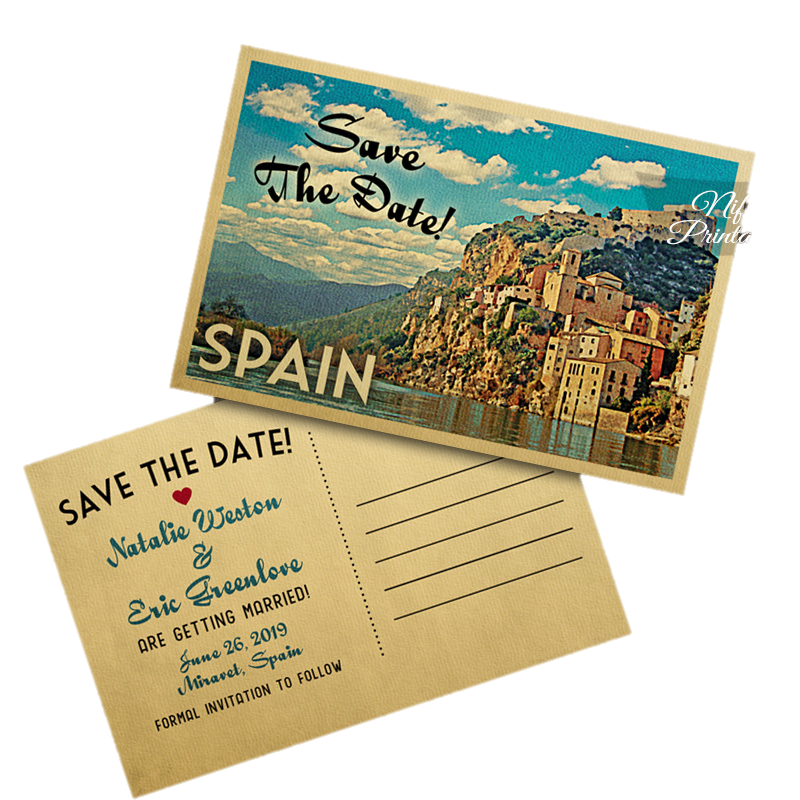 Save
The Date!
SPAIN
SAVE THE DATE!
Natalie Weston
&
Eric Greenlove
ARE GETTING MARRIED!
June 26, 2019
Miravet, Spain
FORMAL INVITATION TO FOLLOW